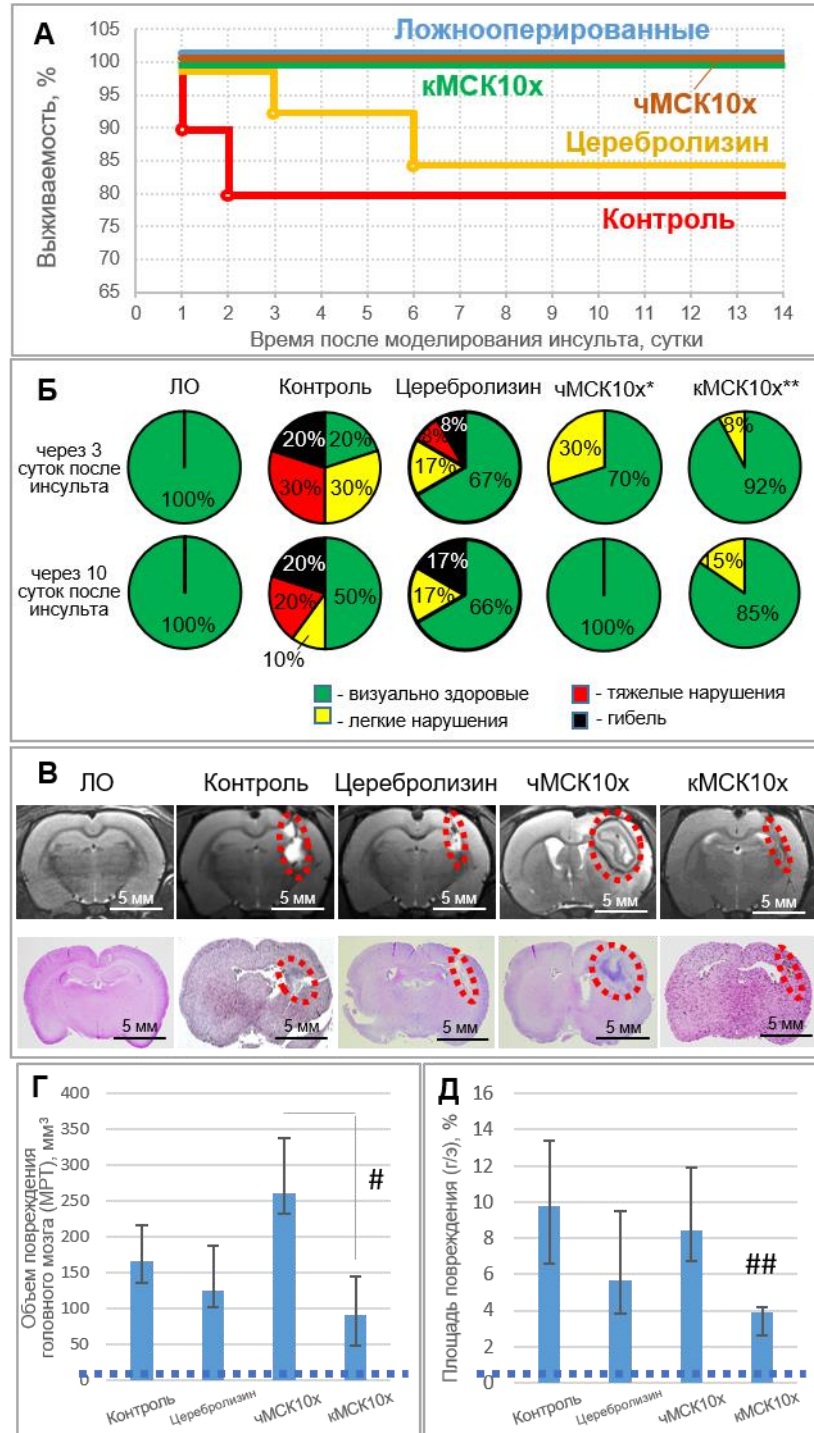 А
105
100
95
90
85
80
75
70
65
Выживаемость, %
Ложнооперированные
кМСК10х
чМСК10х
Церебролизин
Контроль
0 1 2 3 4 5 6 7 8 9 10 11 12 13 14
Время после моделирования инсульта, сутки
Б
ЛО Контроль Церебролизин чМСК10х* кМСК10х**
через 3
суток после
инсульта
100%
20% 20% 30% 30%
8% 8% 17% 67%
30% 70%
8% 92%
через 10
суток после
инсульта
100%
20% 50% 20% 10%
17% 17% 66%
100%
15% 85%
- визуально здоровые - тяжелые нарушения
- легкие нарушения - гибель
В
ЛО Контроль Церебролизин чМСК10х кМСК10х
5 мм 5 мм 5 мм 5 мм 5 мм
5 мм 5 мм 5 мм 5 мм 5 мм
Г
Объем повреждения
головного мозга (МРТ), мм³
400
350
300
250
200
150
100
50
0
#
Контроль Церебролизин чМСК10х кМСК10х
Д
Площадь повреждения (г/э), %
16
14
12
10
8
6
4
2
0
##
Контроль Церебролизин чМСК10х кМСК10х